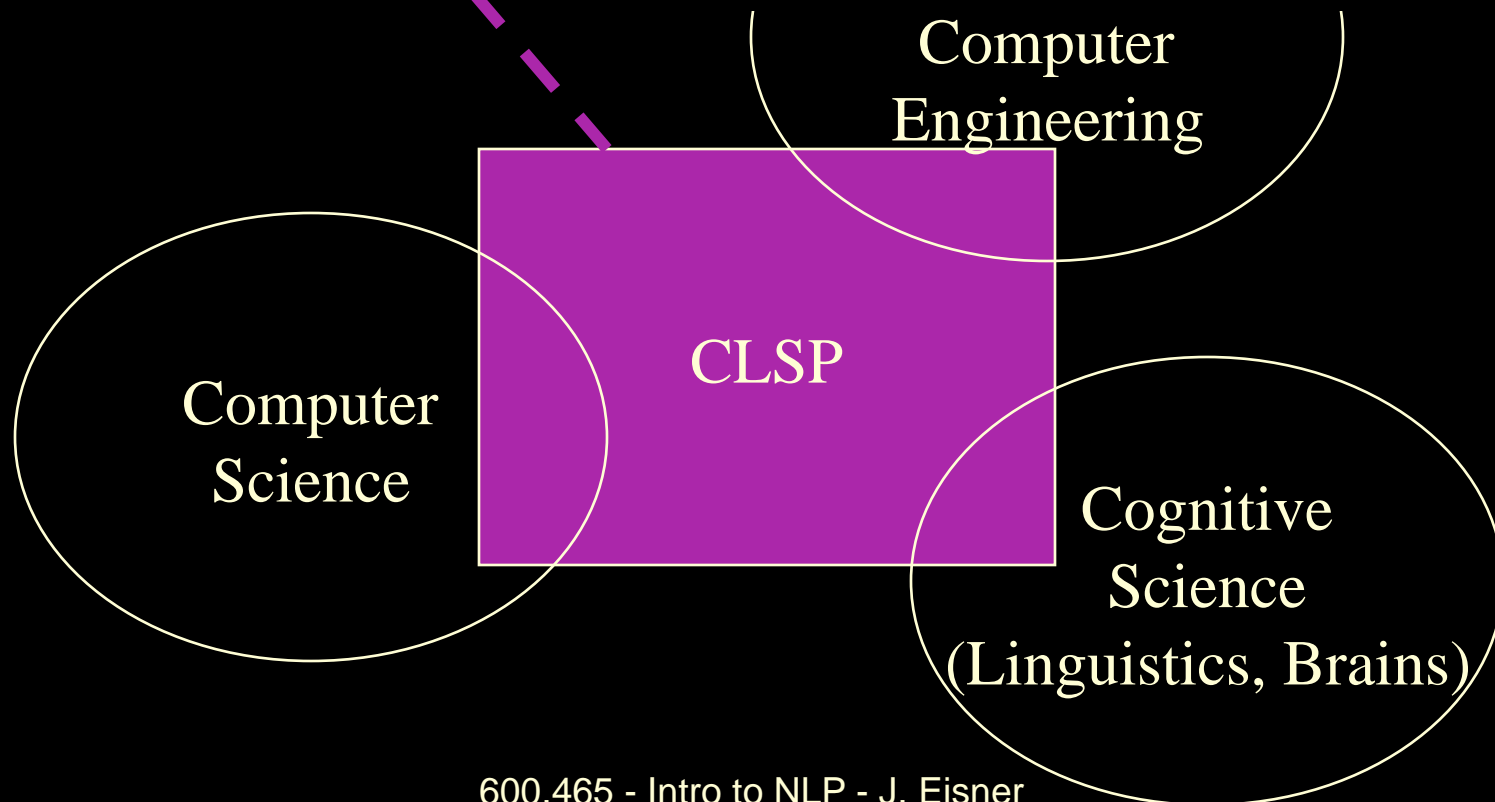 Computer
Engineering
CLSP
Computer
Science
Cognitive
Science
(Linguistics, Brains)
600.465 - Intro to NLP - J. Eisner